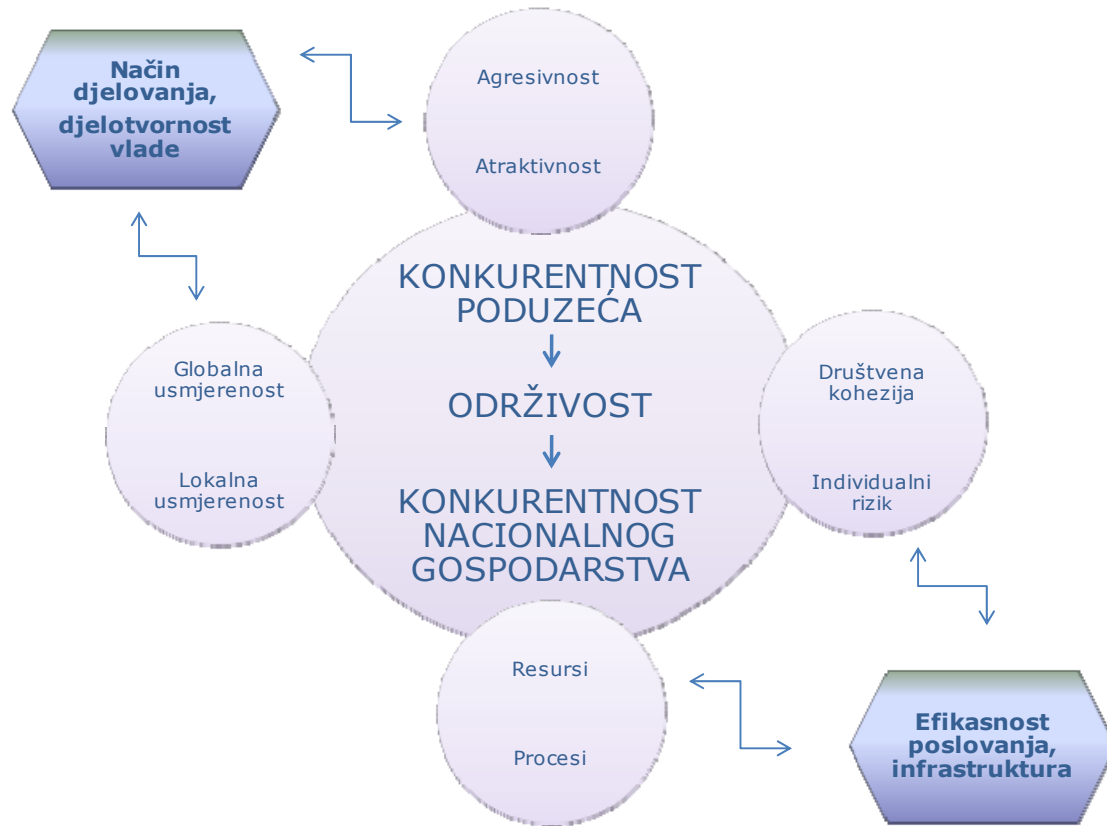 Način
djelovanja,
djelotvornost
vlade
Agresivnost
Atraktivnost
KONKURENTNOST
PODUZEĆA
ODRŽIVOST
KONKURENTNOST
NACIONALNOG
GOSPODARSTVA
Globalna
usmjerenost
Lokalna
usmjerenost
Društvena
kohezija
Individualni
rizik
Resursi
Procesi
Efikasnost
poslovanja,
infrastruktura